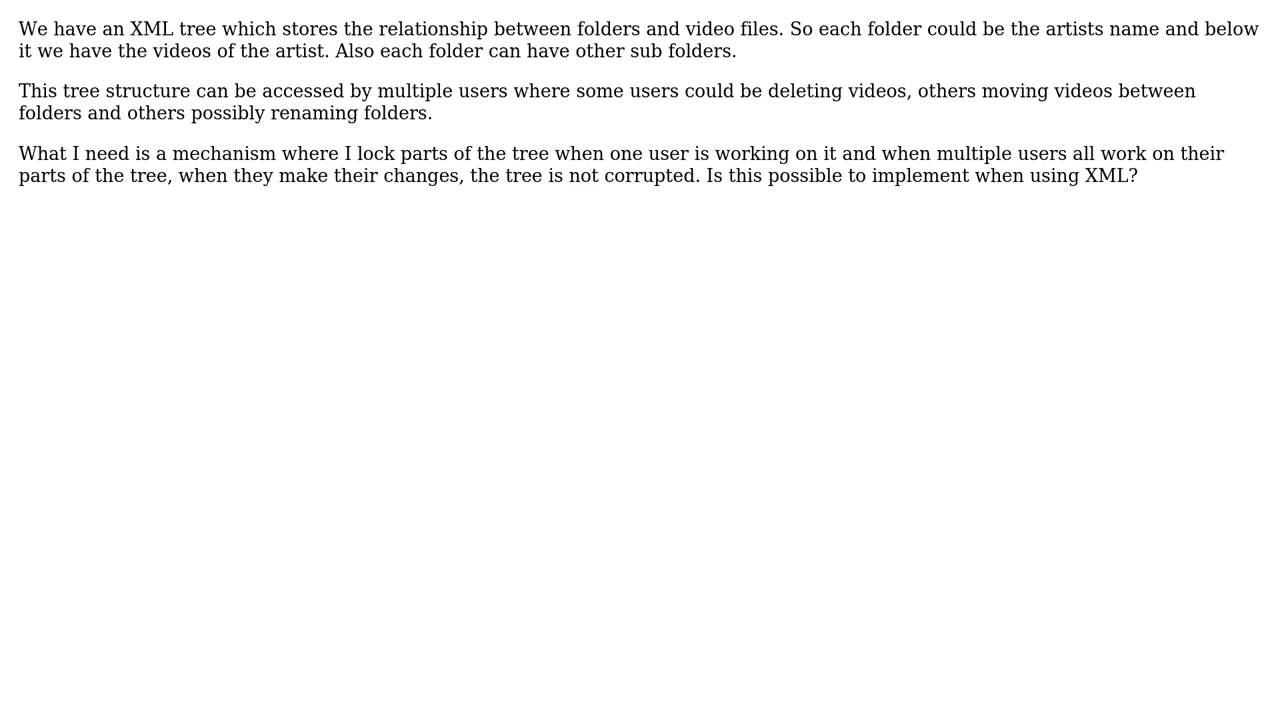 We have an XML tree which stores the relationship between folders and video files. So each folder could be the artists name and below
it we have the videos of the artist. Also each folder can have other sub folders.
This tree structure can be accessed by multiple users where some users could be deleting videos, others moving videos between
folders and others possibly renaming folders.
What I need is a mechanism where I lock parts of the tree when one user is working on it and when multiple users all work on their
parts of the tree, when they make their changes, the tree is not corrupted. Is this possible to implement when using XML?